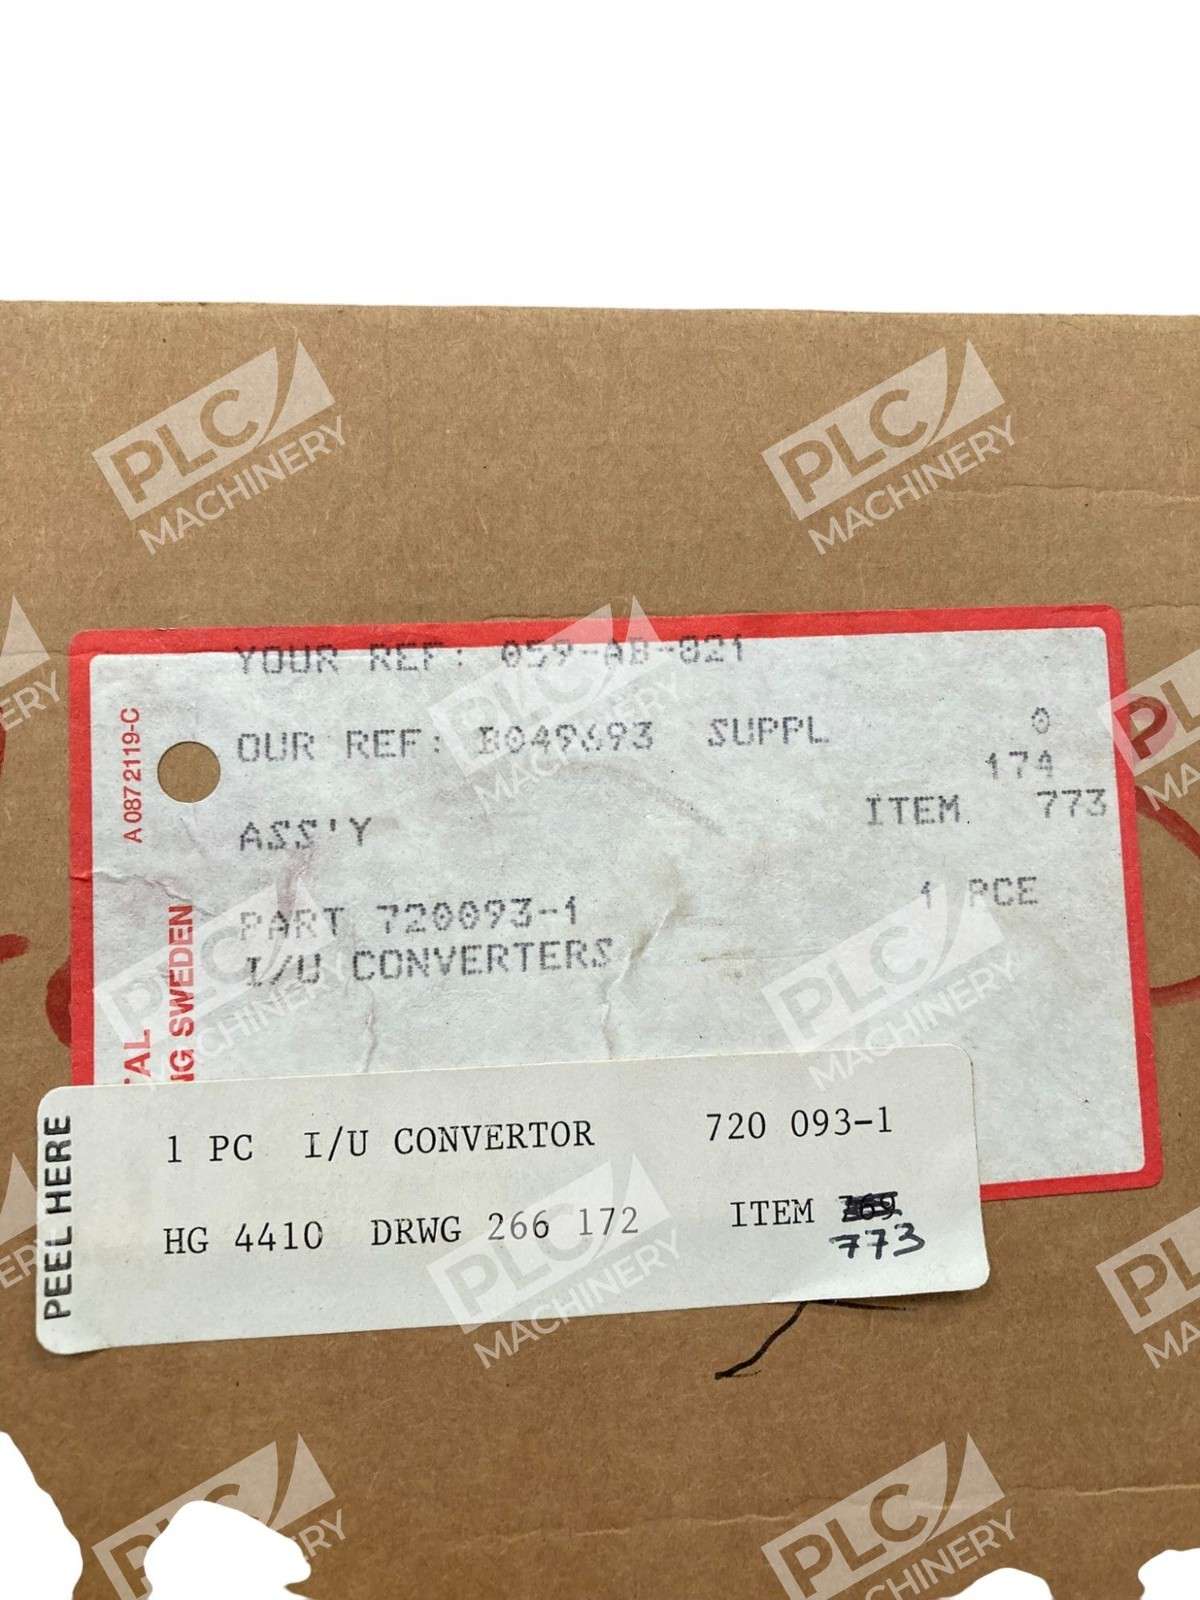 YOUR REF: 059-AB-021
OUR REF: B049693 SUPPL 0
174
ASS'Y ITEM 773
PART 720093-1 1 PCE
I/U CONVERTERS
A 087 2119-C
TAL
NG SWEDEN
PEEL HERE
1 PC I/U CONVERTOR 720 093-1
HG 4410 DRWG 266 172 ITEM
773
PLC MACHINERY